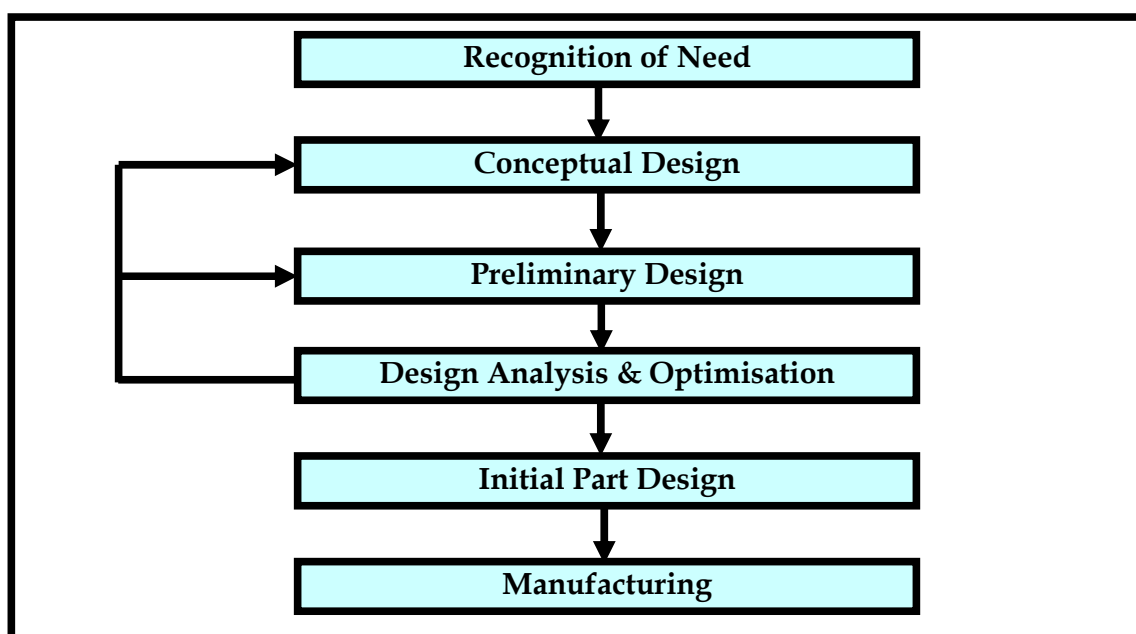 Recognition of Need
Conceptual Design
Preliminary Design
Design Analysis & Optimisation
Initial Part Design
Manufacturing